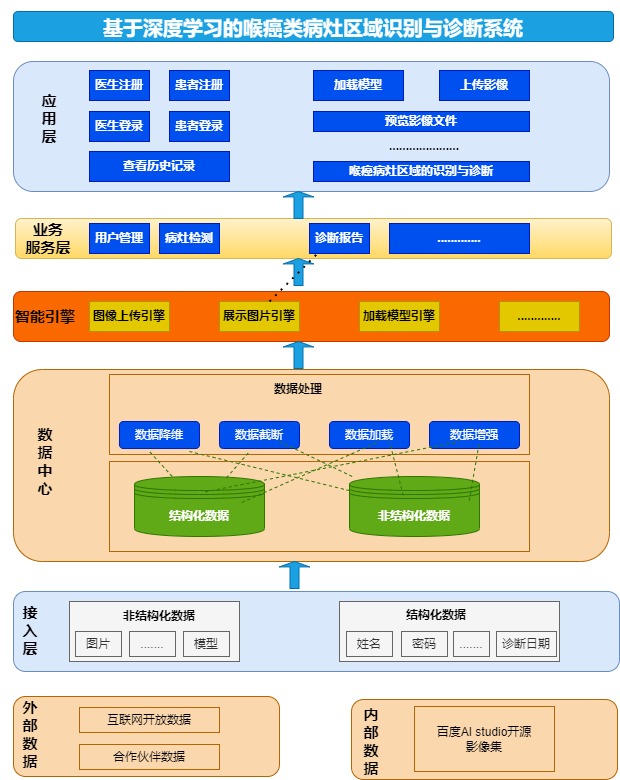 基于深度学习的喉癌类病灶区域识别与诊断系统
应用层
医生注册
患者注册
加载模型
上传影像
医生登录
患者登录
预览影像文件
.....................
查看历史记录
喉癌病灶区域的识别与诊断
业务
服务层
用户管理
病灶检测
诊断报告
.............
智能引擎
图像上传引擎
展示图片引擎
加载模型引擎
.............
数据中心
数据处理
数据降维
数据截断
数据加载
数据增强
结构化数据
非结构化数据
接入层
非结构化数据
图片
.......
模型
结构化数据
姓名
密码
.......
诊断日期
外部数据
互联网开放数据
合作伙伴数据
内部数据
百度AI studio开源
影像集